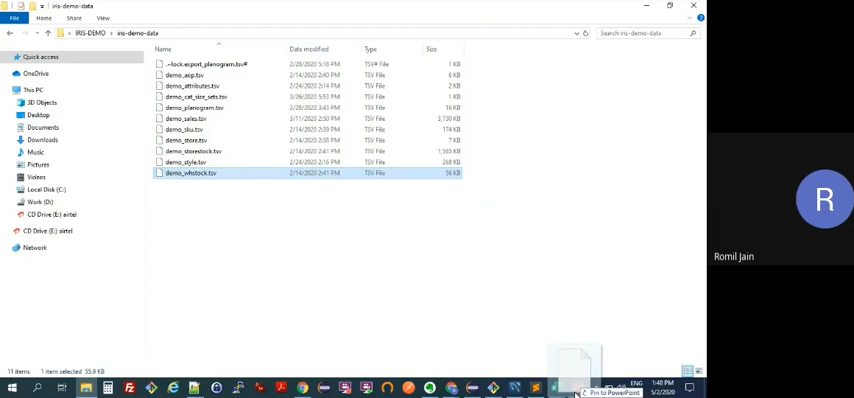 iris-demo-data
File Home Share View
IRIS-DEMO > iris-demo-data
Search iris-demo-data
Name Date modified Type Size
.~lock.export_planogram.tsv# 2/28/2020 5:18 PM TSV# File 1 KB
demo_aop.tsv 2/14/2020 2:40 PM TSV File 6 KB
demo_attributes.tsv 2/24/2020 2:14 PM TSV File 2 KB
demo_cat_size_sets.tsv 3/26/2020 5:53 PM TSV File 1 KB
demo_planogram.tsv 2/28/2020 3:43 PM TSV File 16 KB
demo_sales.tsv 3/11/2020 2:50 PM TSV File 3,730 KB
demo_sku.tsv 2/14/2020 2:39 PM TSV File 174 KB
demo_store.tsv 2/14/2020 2:38 PM TSV File 7 KB
demo_storestock.tsv 2/14/2020 2:41 PM TSV File 1,565 KB
demo_style.tsv 2/24/2020 2:16 PM TSV File 268 KB
demo_whstock.tsv 2/14/2020 2:41 PM TSV File 56 KB
Quick access
OneDrive
This PC
3D Objects
Desktop
Documents
Downloads
Music
Pictures
Videos
Local Disk (C:)
Work (D:)
CD Drive (E:) airtel
CD Drive (E:) airtel
Network
R
Romil Jain
11 items 1 item selected 55.9 KB
Pin to PowerPoint
ENG
1:48 PM
5/2/2020